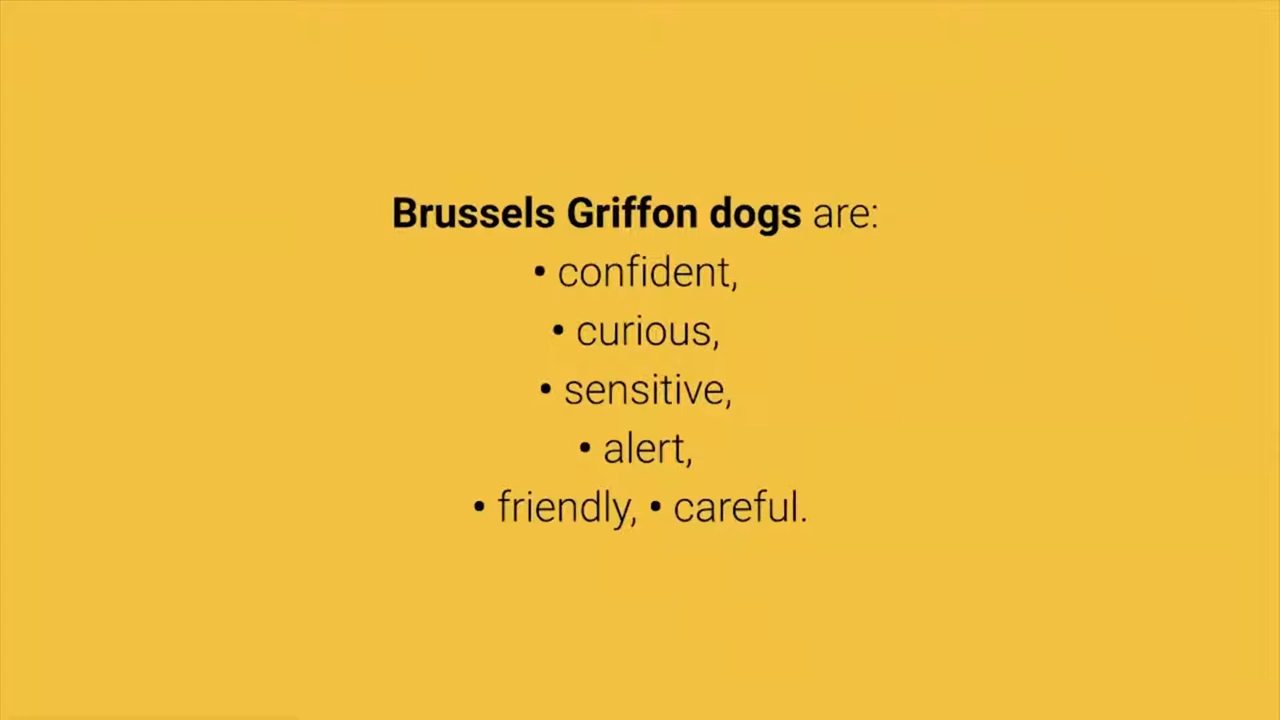 Brussels Griffon dogs are:
• confident,
• curious,
• sensitive,
• alert,
• friendly, • careful.